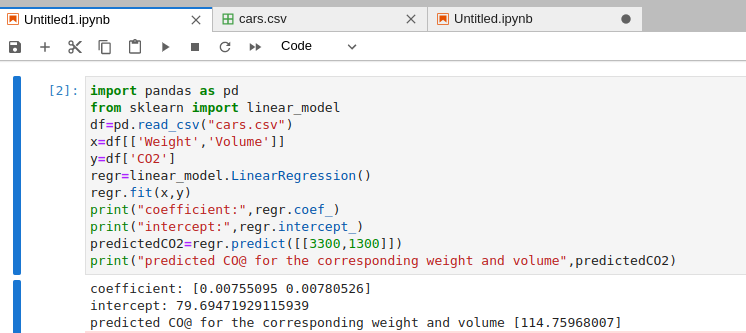 Untitled1.ipynb
cars.csv
Untitled.ipynb
Code
[2]:
import pandas as pd
from sklearn import linear_model
df=pd.read_csv("cars.csv")
x=df[['Weight','Volume']]
y=df['CO2']
regr=linear_model.LinearRegression()
regr.fit(x,y)
print("coefficient:",regr.coef_)
print("intercept:",regr.intercept_)
predictedCO2=regr.predict([[3300,1300]])
print("predicted CO@ for the corresponding weight and volume",predictedCO2)
coefficient: [0.00755095 0.00780526]
intercept: 79.69471929115939
predicted CO@ for the corresponding weight and volume [114.75968007]